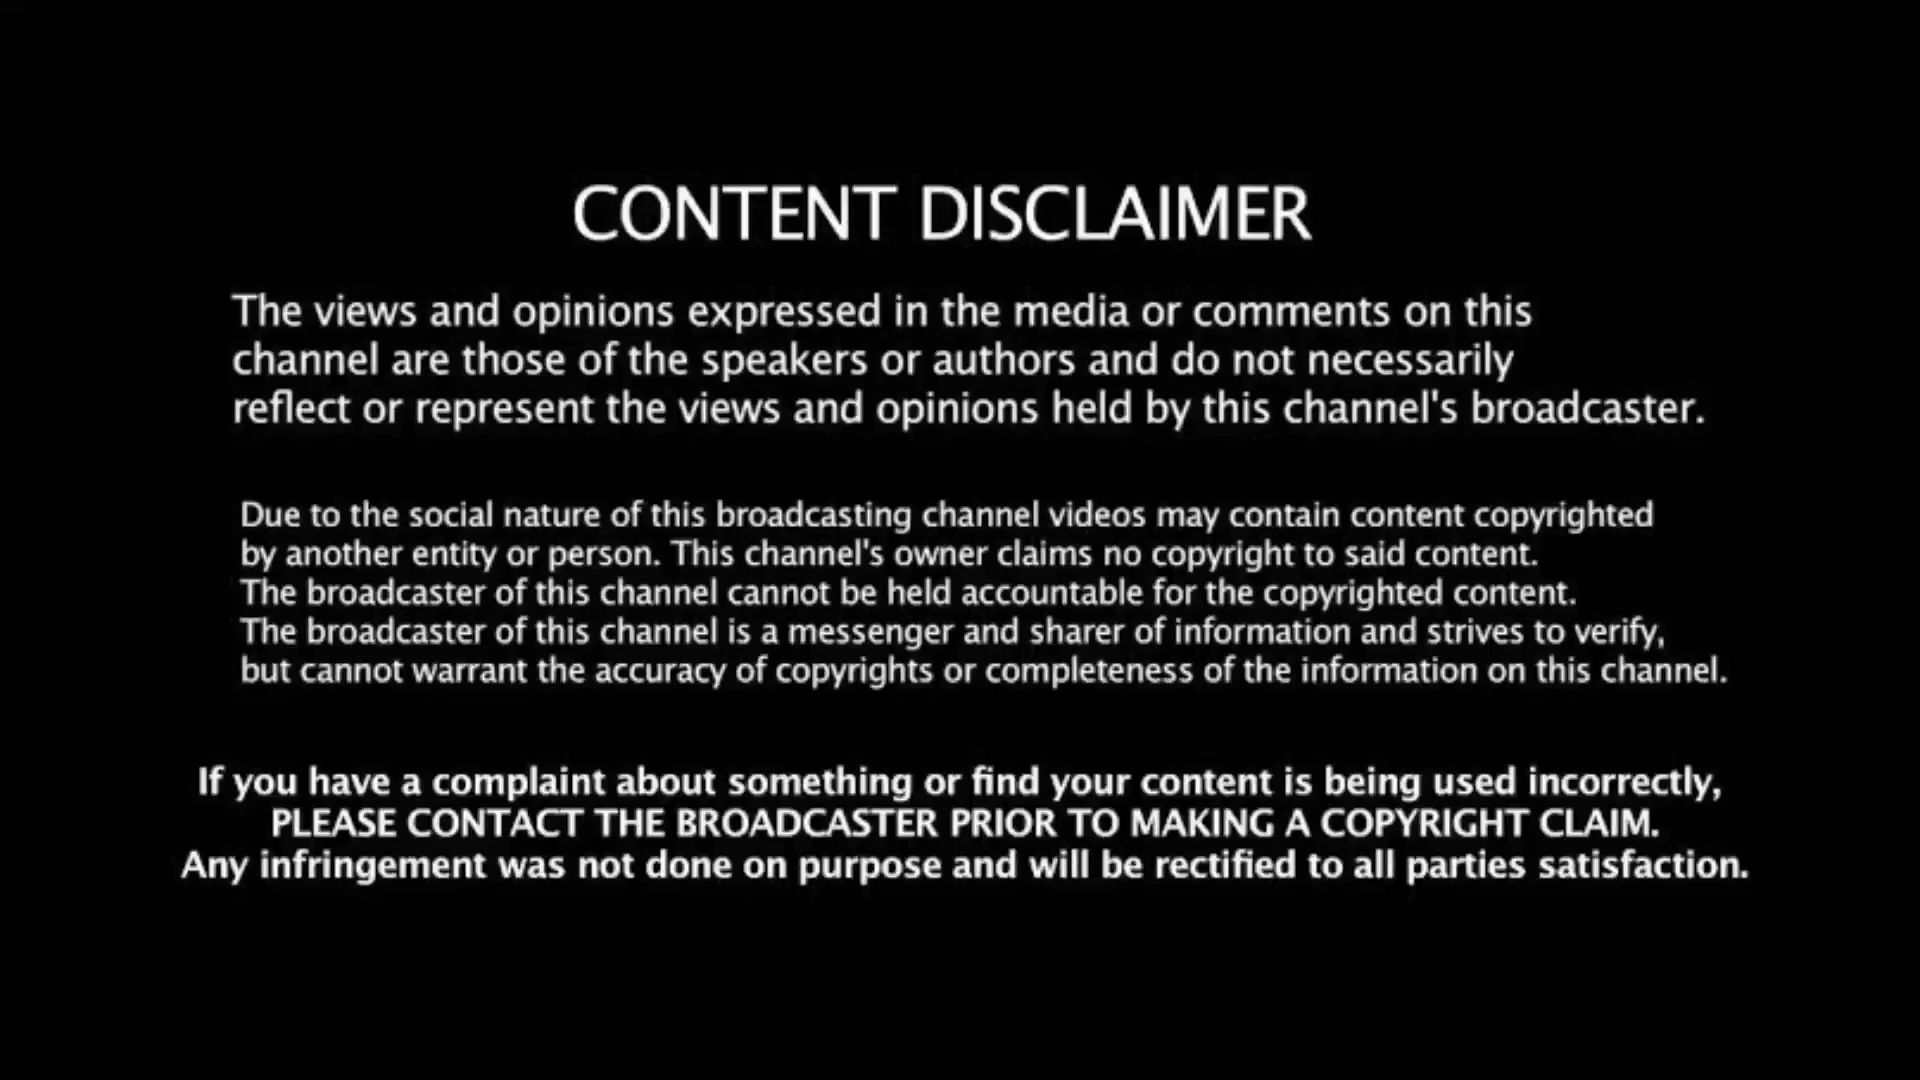 CONTENT DISCLAIMER
The views and opinions expressed in the media or comments on this
channel are those of the speakers or authors and do not necessarily
reflect or represent the views and opinions held by this channel's broadcaster.
Due to the social nature of this broadcasting channel videos may contain content copyrighted
by another entity or person. This channel's owner claims no copyright to said content.
The broadcaster of this channel cannot be held accountable for the copyrighted content.
The broadcaster of this channel is a messenger and sharer of information and strives to verify,
but cannot warrant the accuracy of copyrights or completeness of the information on this channel.
If you have a complaint about something or find your content is being used incorrectly,
PLEASE CONTACT THE BROADCASTER PRIOR TO MAKING A COPYRIGHT CLAIM.
Any infringement was not done on purpose and will be rectified to all parties satisfaction.